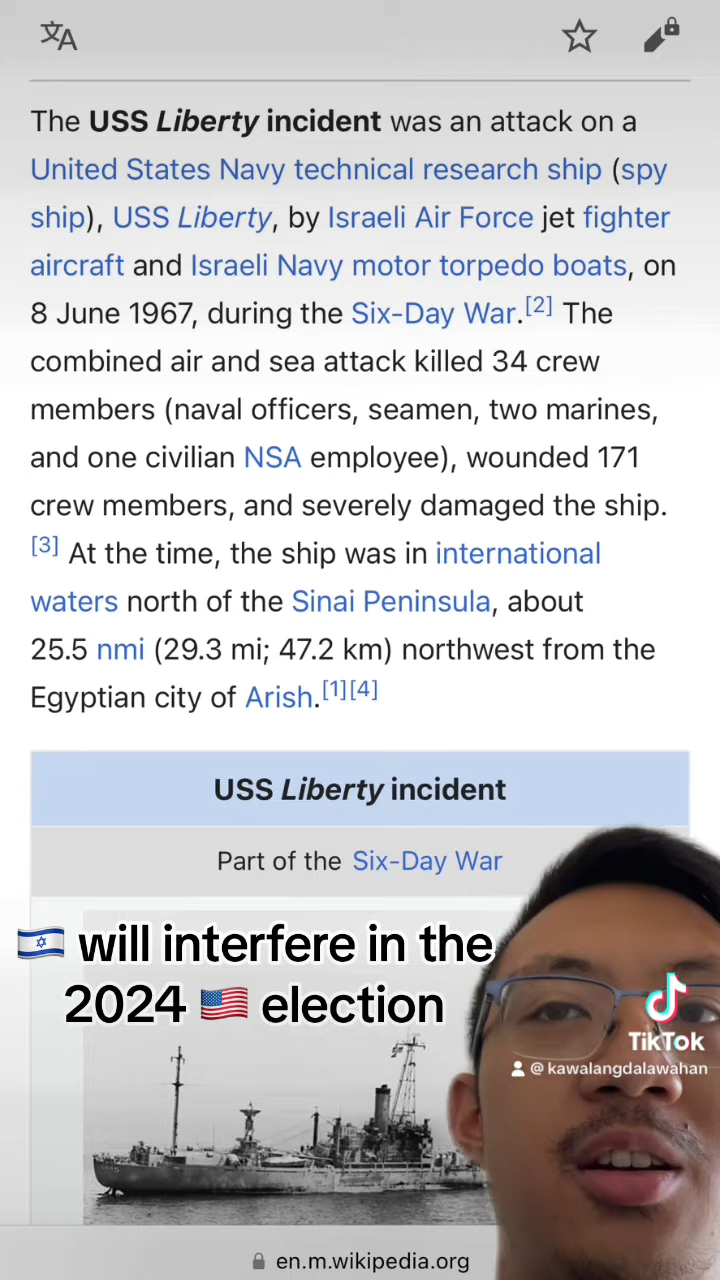 The USS Liberty incident was an attack on a
United States Navy technical research ship (spy
ship), USS Liberty, by Israeli Air Force jet fighter
aircraft and Israeli Navy motor torpedo boats, on
8 June 1967, during the Six-Day War.[2] The
combined air and sea attack killed 34 crew
members (naval officers, seamen, two marines,
and one civilian NSA employee), wounded 171
crew members, and severely damaged the ship.
[3] At the time, the ship was in international
waters north of the Sinai Peninsula, about
25.5 nmi (29.3 mi; 47.2 km) northwest from the
Egyptian city of Arish.[1][4]
USS Liberty incident
Part of the Six-Day War
🇮🇱 will interfere in the
2024 🇺🇸 election
TikTok
@kawalangdalawahan
en.m.wikipedia.org